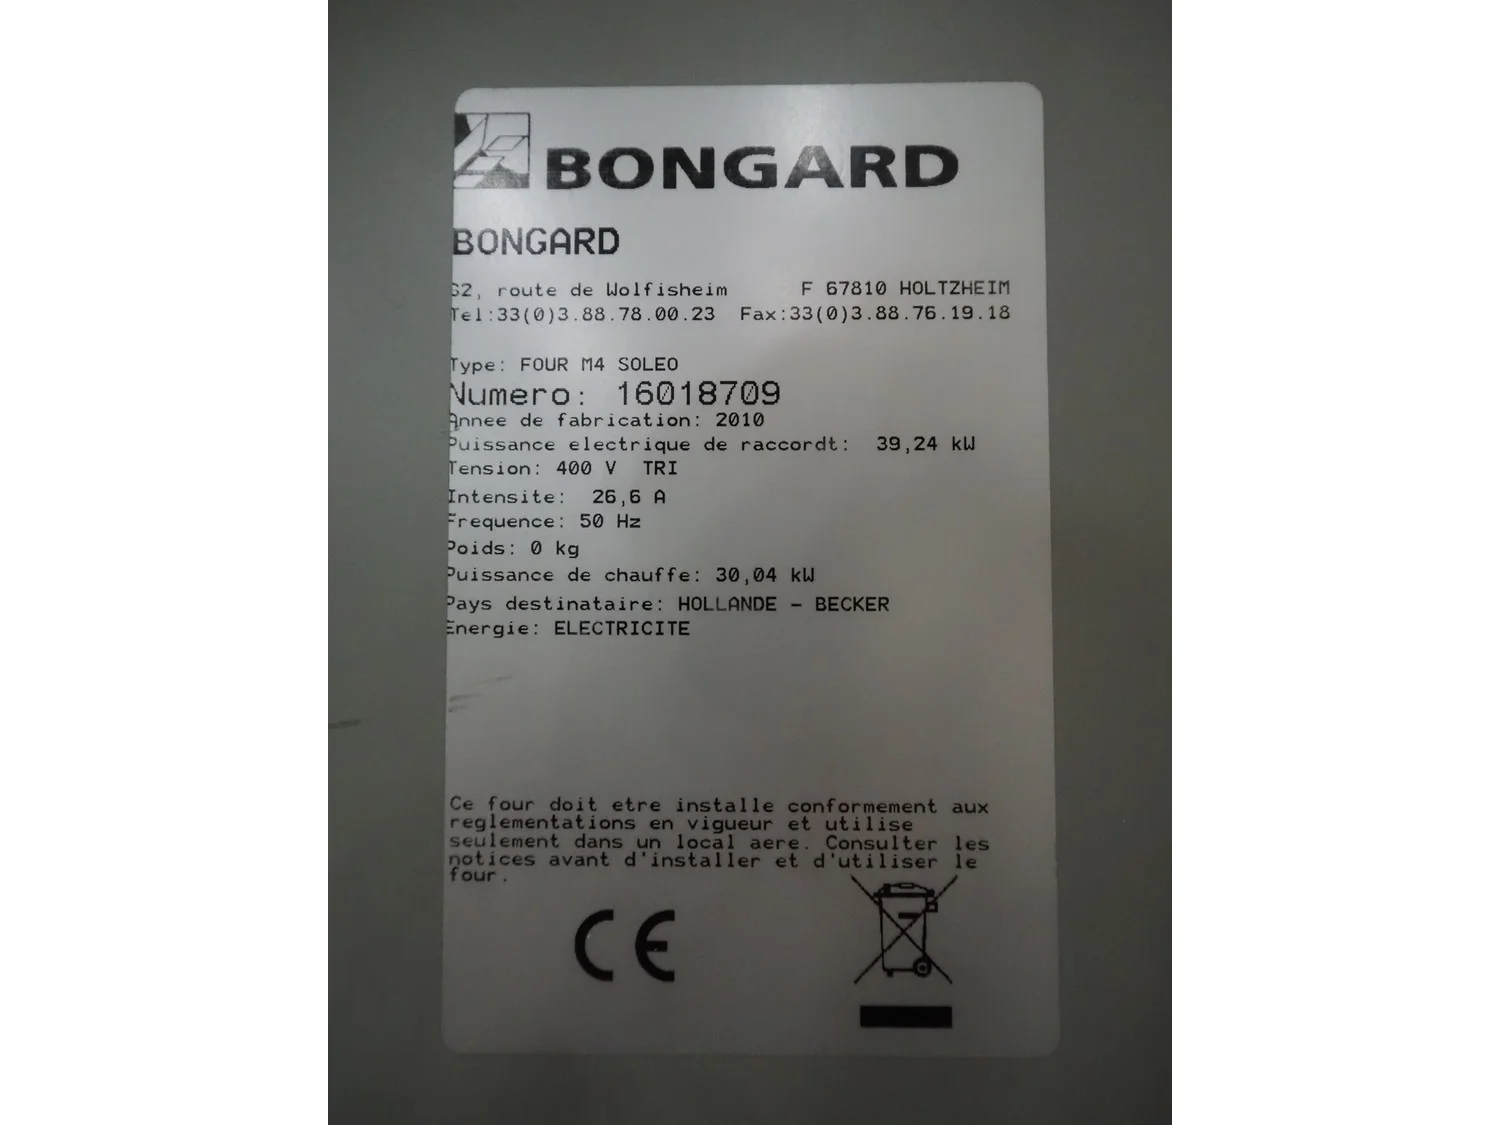 BONGARD
BONGARD
32, route de Wolfisheim F 67810 HOLTZHEIM
Tel:33(0)3.88.78.00.23 Fax:33(0)3.88.76.19.18
Type: FOUR M4 SOLEO
Numero: 16018709
Annee de fabrication: 2010
Puissance electrique de raccordt: 39,24 kW
Tension: 400 V TRI
Intensite: 26,6 A
Frequence: 50 Hz
Poids: 0 kg
Puissance de chauffe: 30,04 kW
Pays destinataire: HOLLANDE - BECKER
Energie: ELECTRICITE
Ce four doit etre installe conformement aux
reglementations en vigueur et utilise
seulement dans un local aere. Consulter les
notices avant d'installer et d'utiliser le
four.
CE